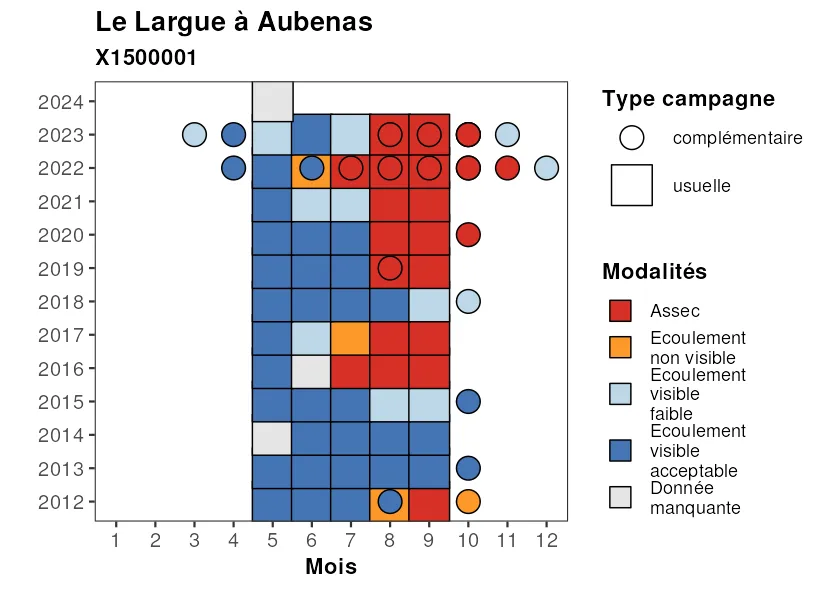 Le Largue à Aubenas
X1500001
2024
2023
2022
2021
2020
2019
2018
2017
2016
2015
2014
2013
2012
1 2 3 4 5 6 7 8 9 10 11 12
Mois
Type campagne
complémentaire
usuelle
Modalités
Assec
Ecoulement
non visible
Ecoulement
visible
faible
Ecoulement
visible
acceptable
Donnée
manquante